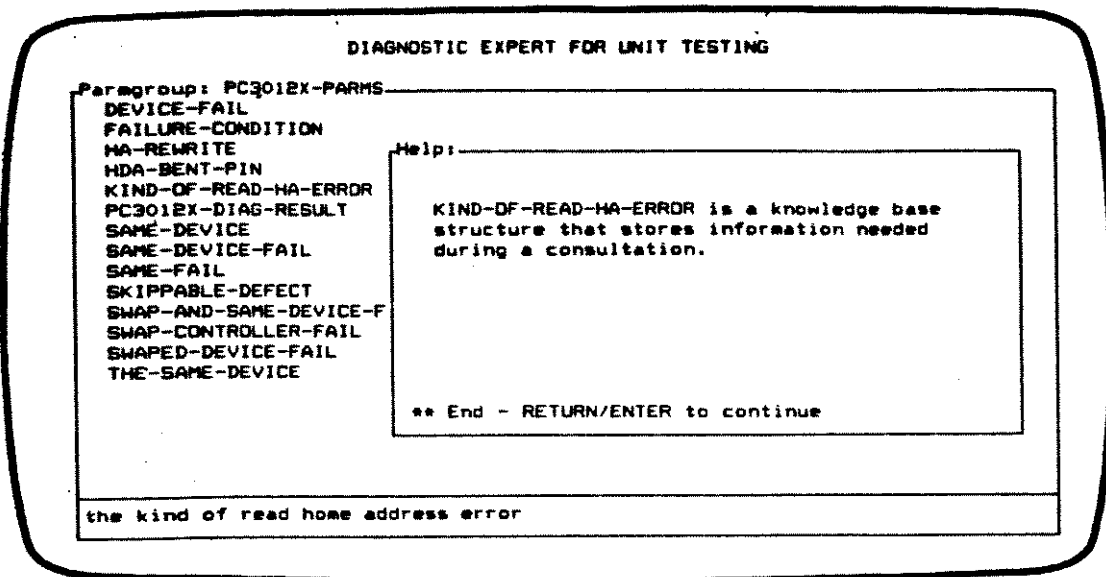 DIAGNOSTIC EXPERT FOR UNIT TESTING
Paramgroup: PC3012X-PARMS
DEVICE-FAIL
FAILURE-CONDITION
HA-REWRITE
HDA-BENT-PIN
KIND-OF-READ-HA-ERROR
PC3012X-DIAG-RESULT
SAME-DEVICE
SAME-DEVICE-FAIL
SAME-FAIL
SKIPPABLE-DEFECT
SWAP-AND-SAME-DEVICE-F
SWAP-CONTROLLER-FAIL
SWAPED-DEVICE-FAIL
THE-SAME-DEVICE
Help:
KIND-OF-READ-HA-ERROR is a knowledge base
structure that stores information needed
during a consultation.
** End - RETURN/ENTER to continue
the kind of read home address error